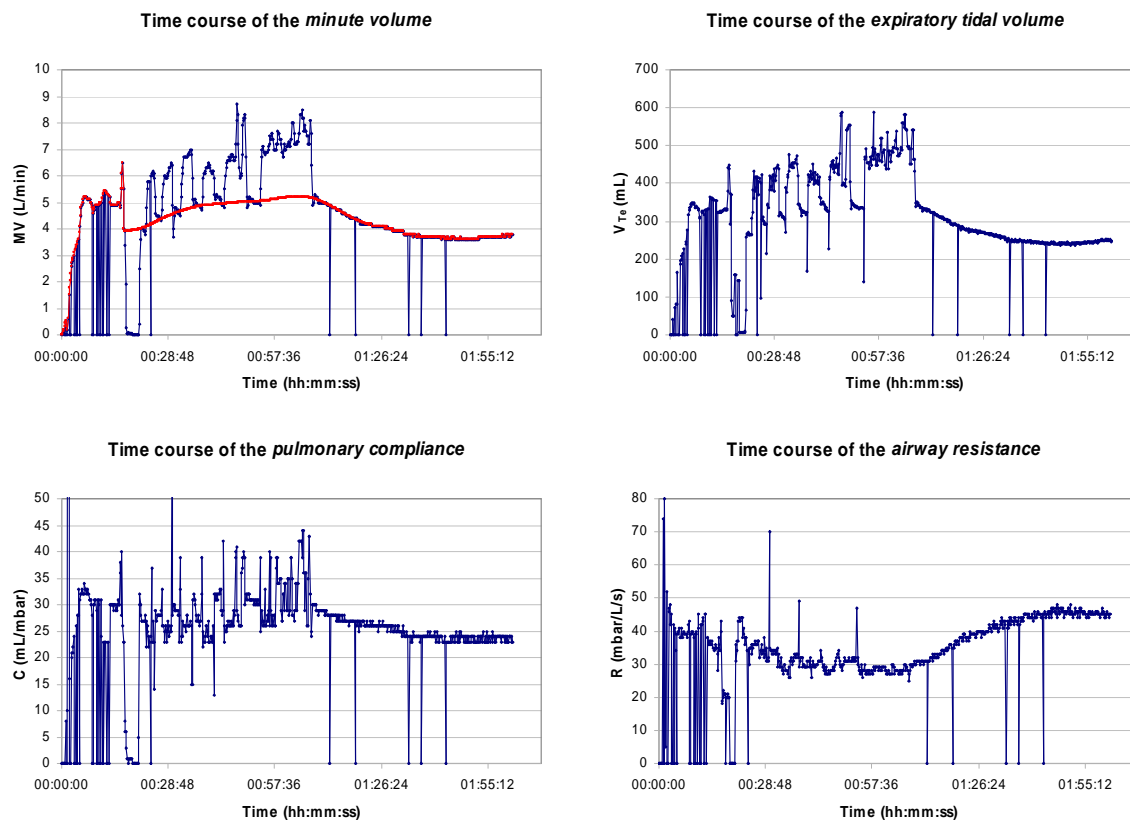 Time course of the minute volume
10
9
8
7
6
5
4
3
2
1
0
MV (L/min)
00:00:00 00:28:48 00:57:36 01:26:24 01:55:12
Time (hh:mm:ss)
Time course of the expiratory tidal volume
700
600
500
400
300
200
100
0
VTe (mL)
00:00:00 00:28:48 00:57:36 01:26:24 01:55:12
Time (hh:mm:ss)
Time course of the pulmonary compliance
50
45
40
35
30
25
20
15
10
5
0
C (mL/mbar)
00:00:00 00:28:48 00:57:36 01:26:24 01:55:12
Time (hh:mm:ss)
Time course of the airway resistance
80
70
60
50
40
30
20
10
0
R (mbar/L/s)
00:00:00 00:28:48 00:57:36 01:26:24 01:55:12
Time (hh:mm:ss)